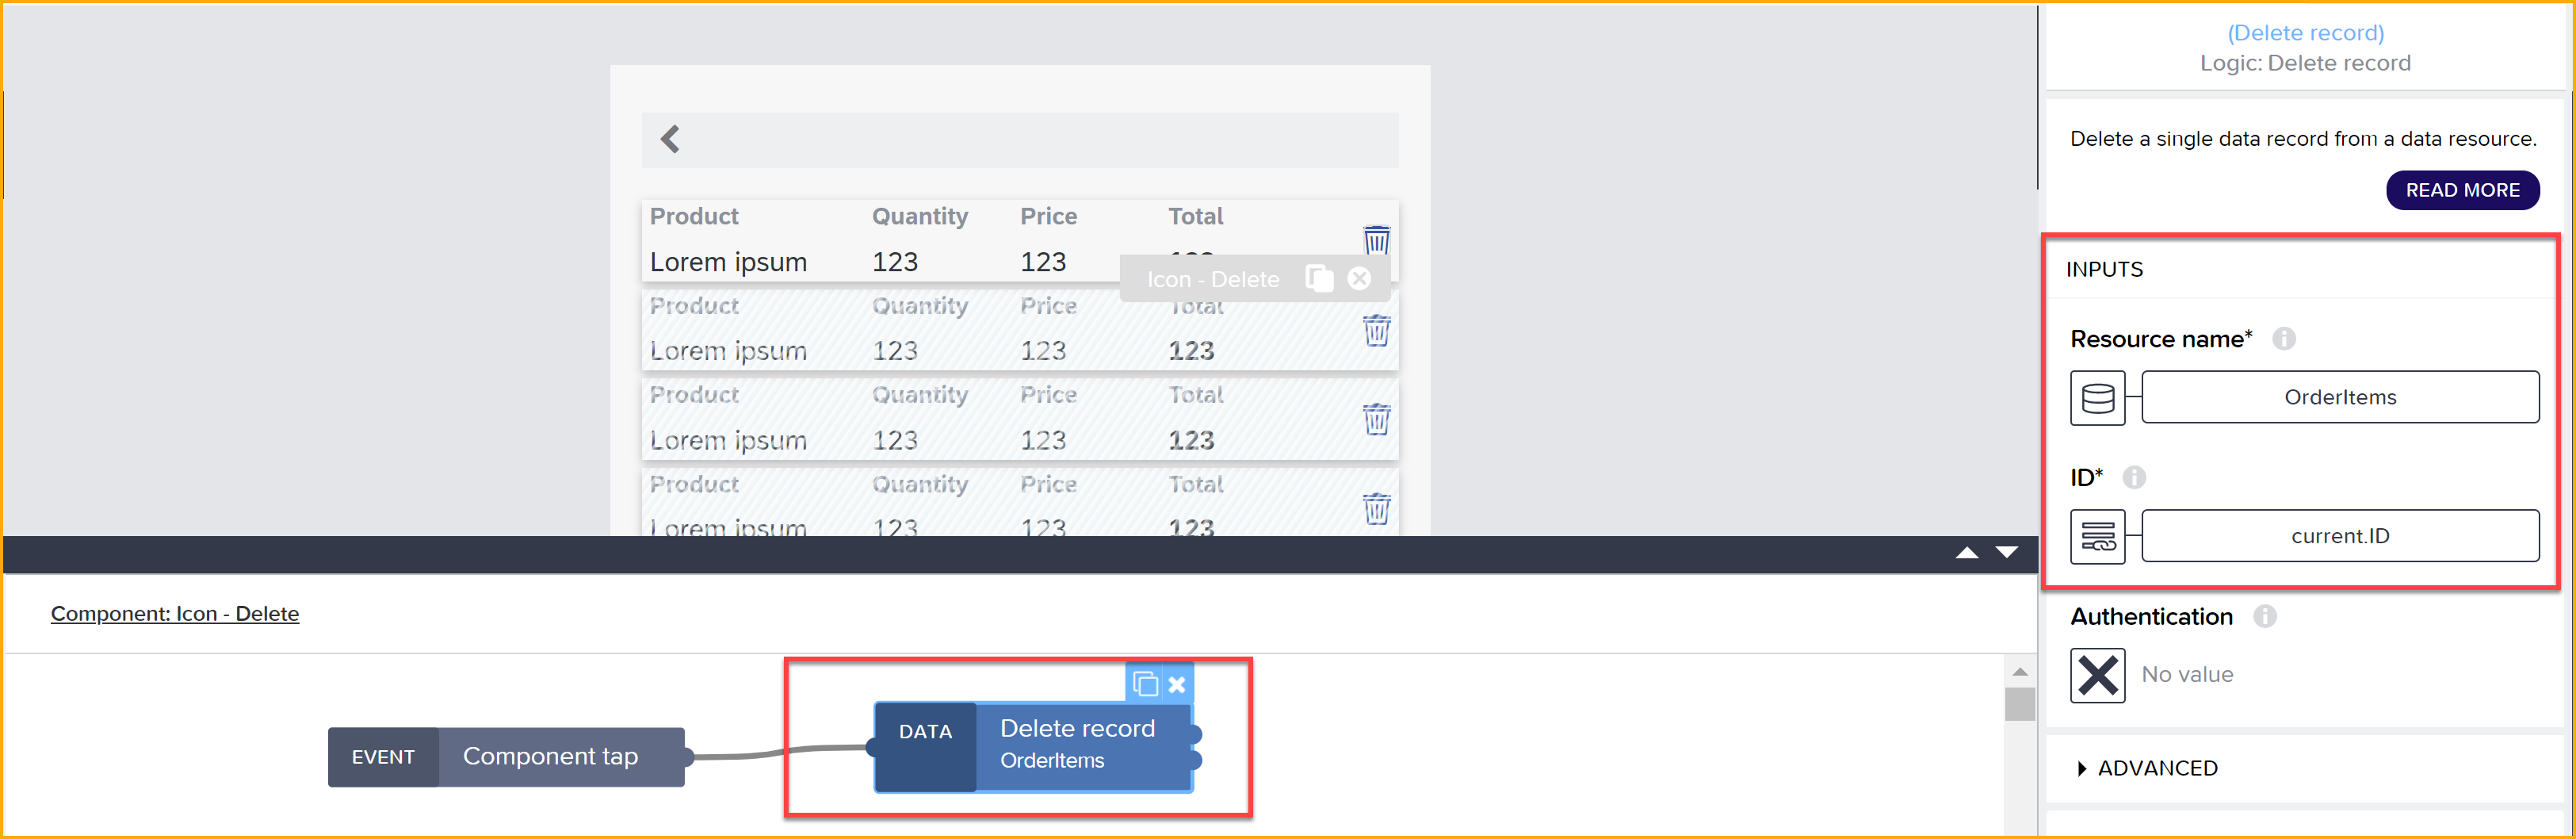 (Delete record)
Logic: Delete record
Delete a single data record from a data resource.
READ MORE
Product Quantity Price Total
Lorem ipsum 123 123
Icon - Delete
Product Quantity Price Total
Lorem ipsum 123 123 123
Product Quantity Price Total
Lorem ipsum 123 123 123
Product Quantity Price Total
Lorem ipsum 123 123 123
INPUTS
Resource name*
OrderItems
ID*
current.ID
Authentication
No value
ADVANCED
Component: Icon - Delete
EVENT Component tap
DATA Delete record
OrderItems